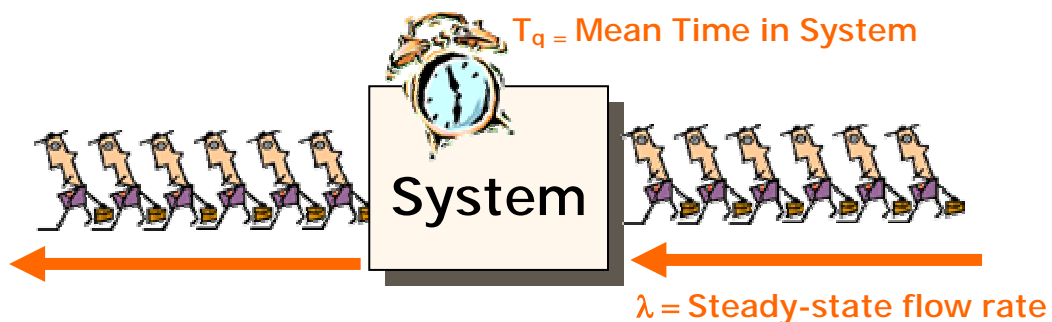 Tq = Mean Time in System
System
λ = Steady-state flow rate